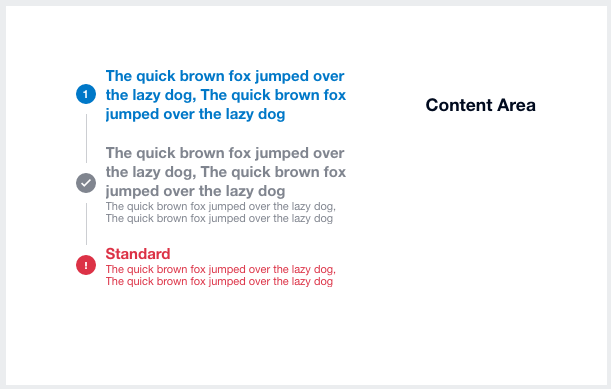 1
The quick brown fox jumped over
the lazy dog, The quick brown fox
jumped over the lazy dog
Content Area
The quick brown fox jumped over
the lazy dog, The quick brown fox
jumped over the lazy dog
The quick brown fox jumped over the lazy dog,
The quick brown fox jumped over the lazy dog
!
Standard
The quick brown fox jumped over the lazy dog,
The quick brown fox jumped over the lazy dog